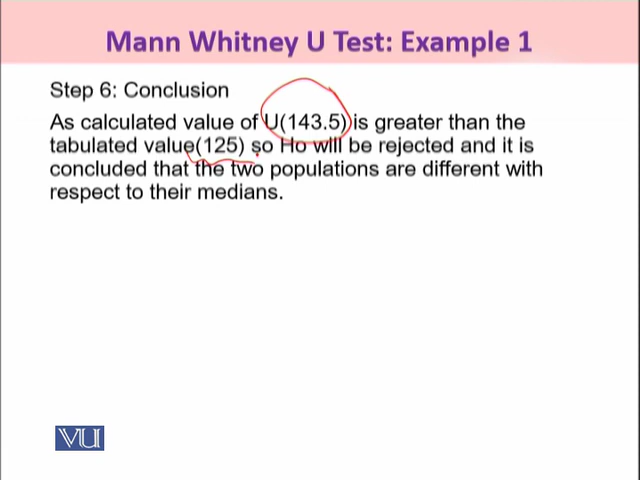 Mann Whitney U Test: Example 1
Step 6: Conclusion
As calculated value of U(143.5) is greater than the
tabulated value(125) so Ho will be rejected and it is
concluded that the two populations are different with
respect to their medians.
VU